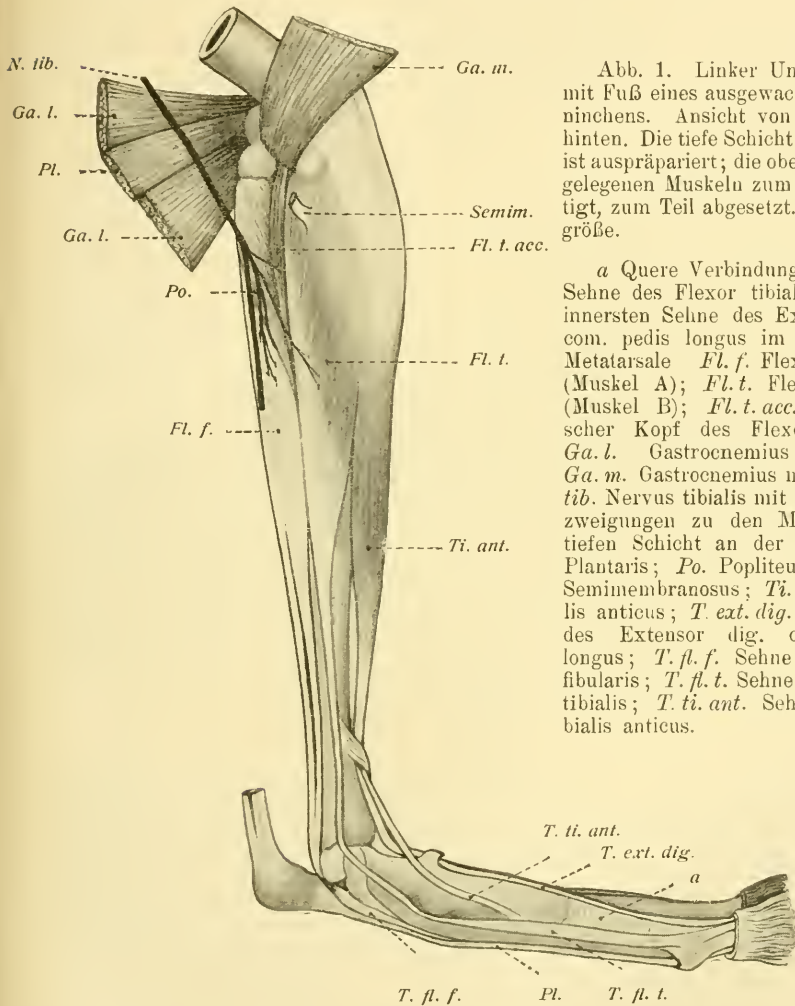 N. tib.
Ga. l.
Pl.
Ga. l.
Po.
Fl. f.
Ga. m.
Semim.
Fl. t. acc.
Fl. t.
Ti. ant.
Abb. 1. Linker Un
mit Fuß eines ausgewac
ninchens. Ansicht von
hinten. Die tiefe Schicht
ist auspräpariert; die obe
gelegenen Muskeln zum
tigt, zum Teil abgesetzt.
größe.
a Quere Verbindung
Sehne des Flexor tibial
innersten Sehne des Ex
com. pedis longus im
Metatarsale Fl. f. Flex
(Muskel A); Fl. t. Fle
(Muskel B); Fl. t. acc.
scher Kopf des Flex
Ga. l. Gastrocnemius
Ga. m. Gastrocnemius m
tib. Nervus tibialis mit
zweigungen zu den M
tiefen Schicht an der
Plantaris; Po. Popliteu
Semimembranosus; Ti.
lis anticus; T. ext. dig.
des Extensor dig. c
longus; T. fl. f. Sehne
fibularis; T. fl. t. Sehne
tibialis; T. ti. ant. Seh
bialis anticus.
T. ti. ant.
T. ext. dig.
a
T. fl. f. Pl. T. fl. t.